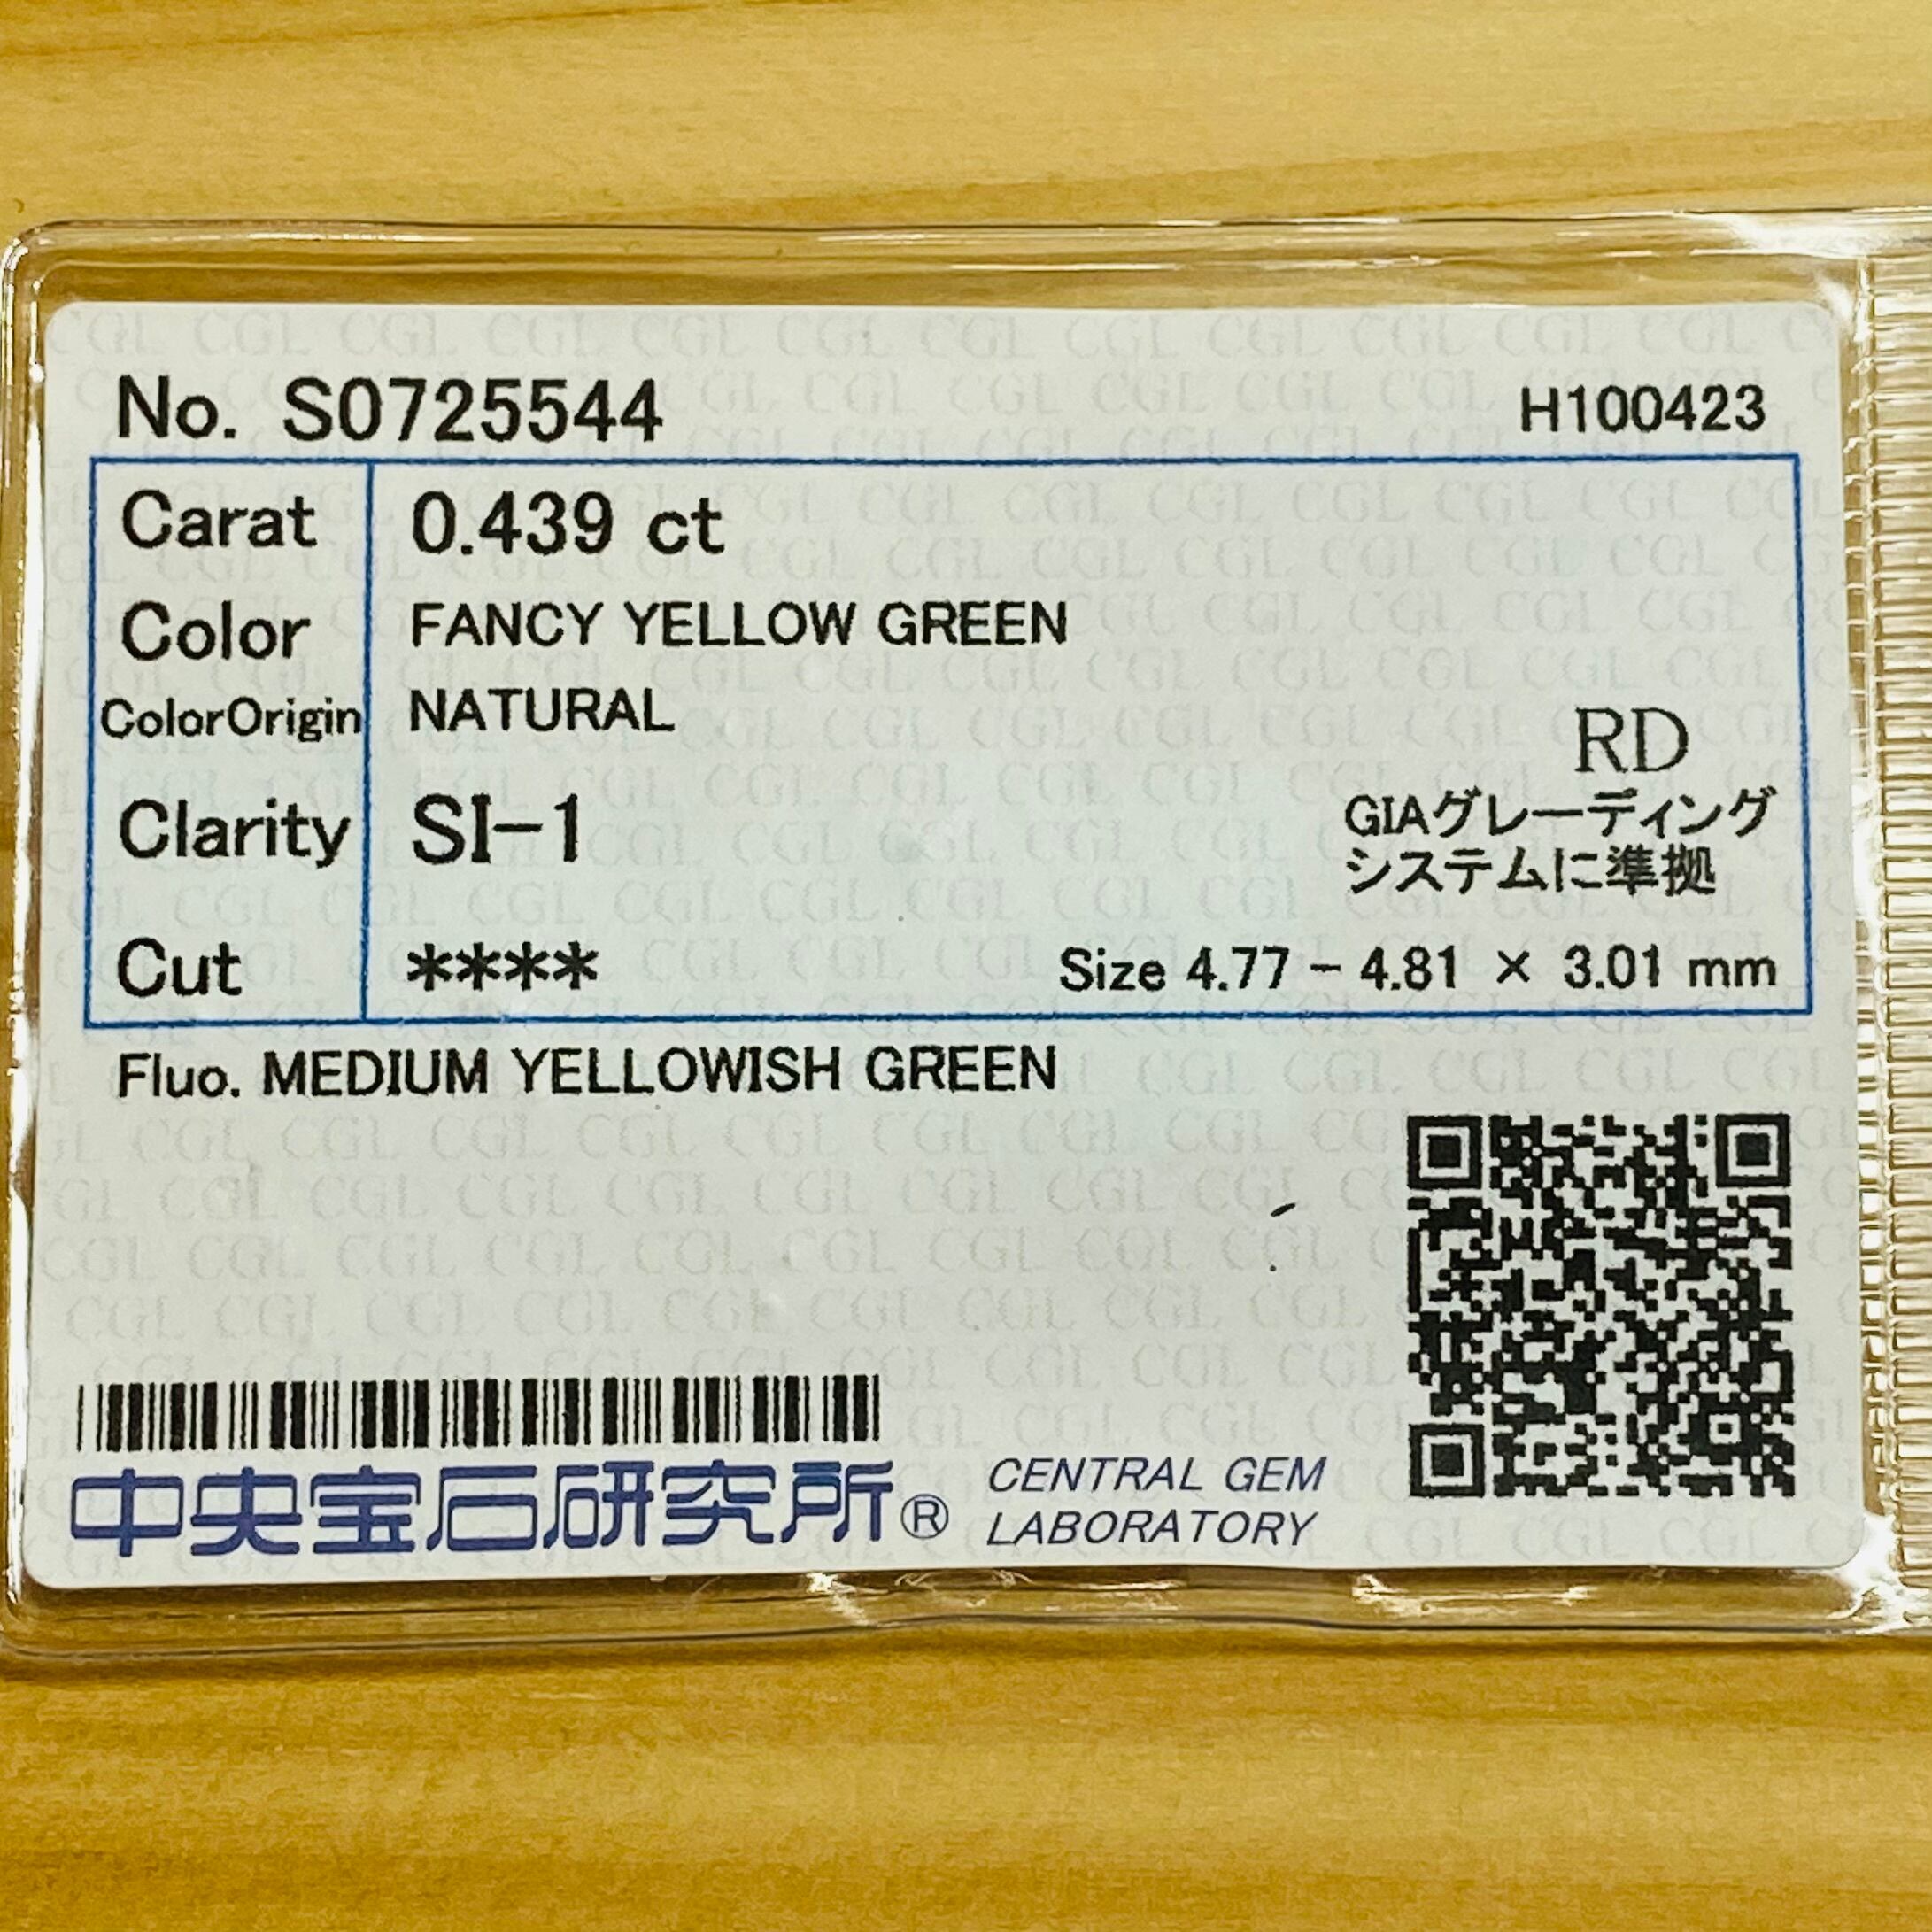 No. S0725544 H100423
Carat 0.439 ct
Color FANCY YELLOW GREEN
ColorOrigin NATURAL
RD
Clarity SI-1
GIAグレーディング
システムに準拠
Cut **** Size 4.77 - 4.81 × 3.01 mm
Fluo. MEDIUM YELLOWISH GREEN
中央宝石研究所®
CENTRAL GEM
LABORATORY